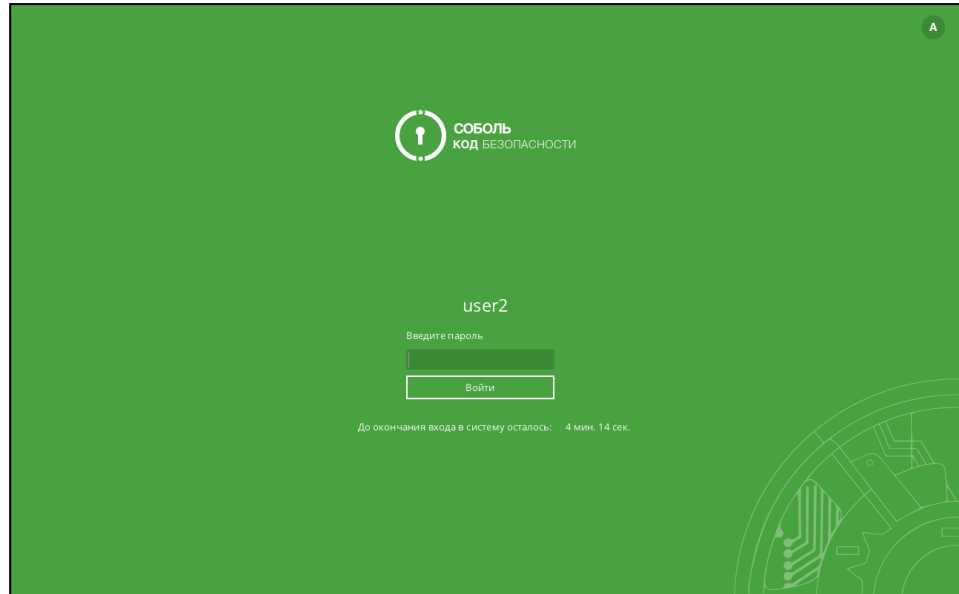 A
СОБОЛЬ
КОД БЕЗОПАСНОСТИ
user2
Введите пароль
Войти
До окончания входа в систему осталось: 4 мин. 14 сек.